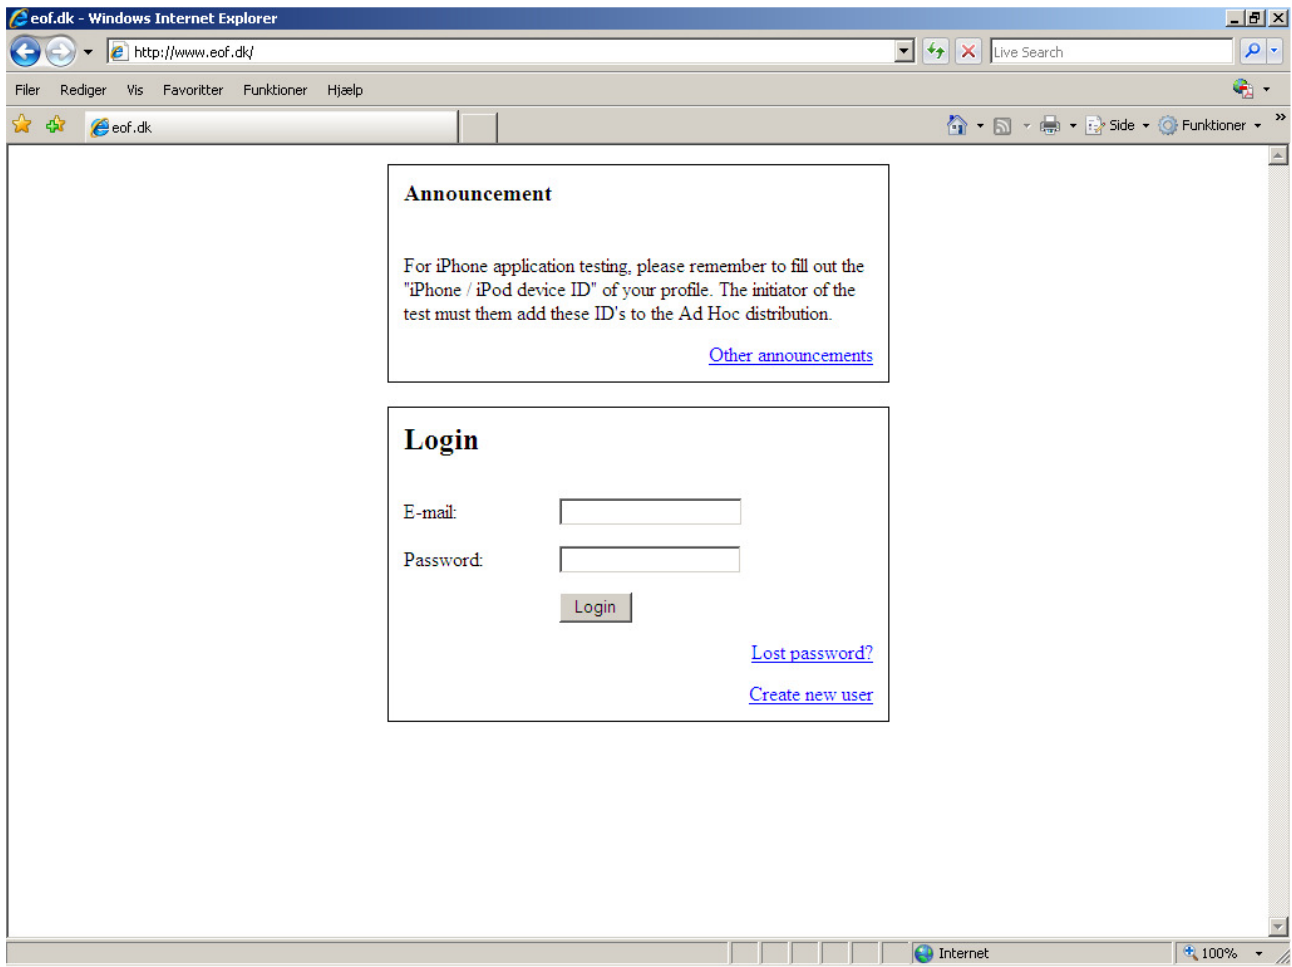 eof.dk - Windows Internet Explorer
http://www.eof.dk/
Live Search
Filer Rediger Vis Favoritter Funktioner Hjælp
eof.dk
Side
Funktioner
Announcement
For iPhone application testing, please remember to fill out the
"iPhone / iPod device ID" of your profile. The initiator of the
test must them add these ID's to the Ad Hoc distribution.
Other announcements
Login
E-mail:
Password:
Login
Lost password?
Create new user
Internet
100%